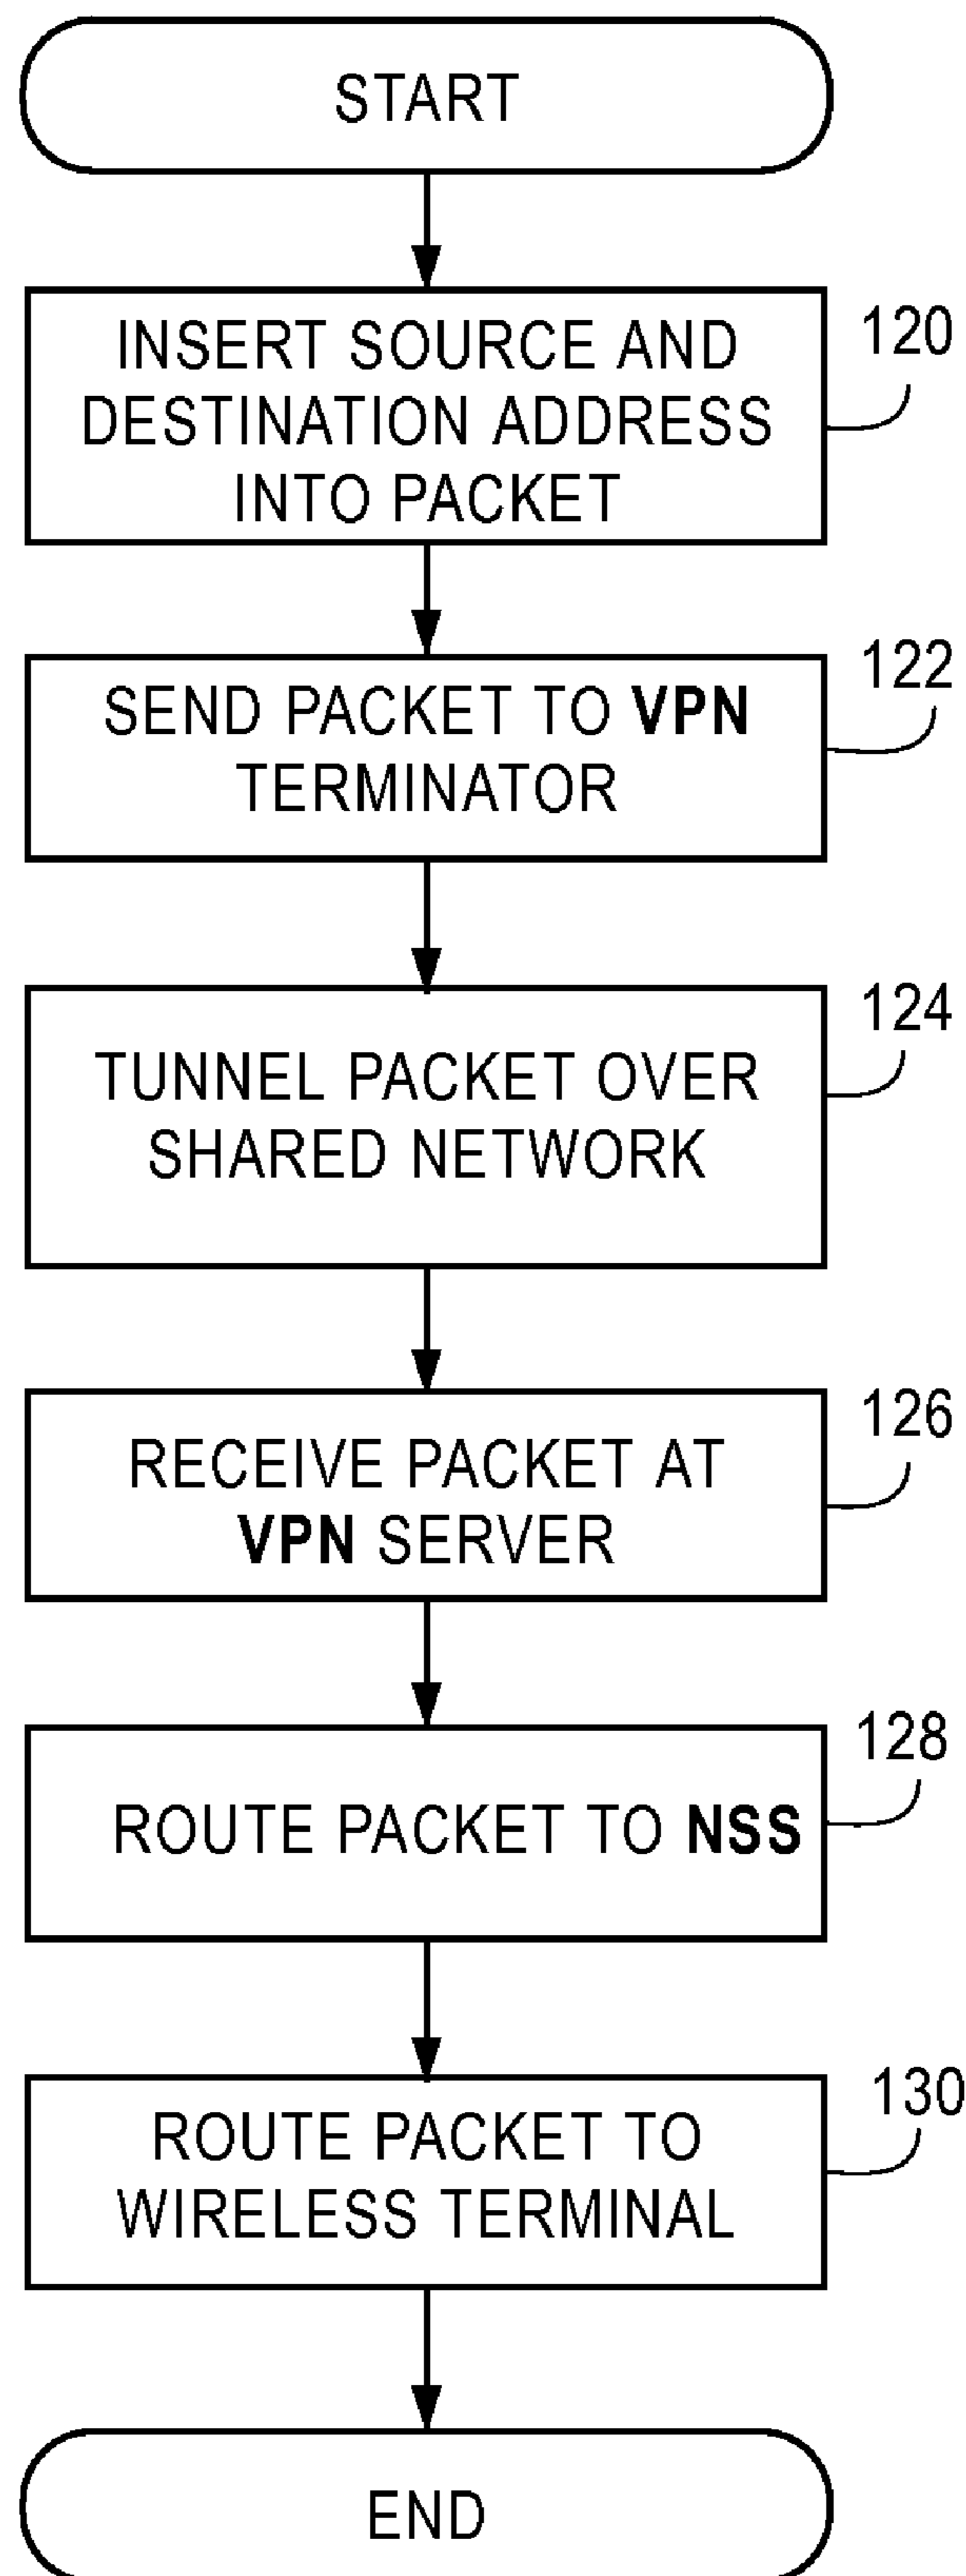 START
INSERT SOURCE AND
DESTINATION ADDRESS
INTO PACKET
120
SEND PACKET TO VPN
TERMINATOR
122
TUNNEL PACKET OVER
SHARED NETWORK
124
RECEIVE PACKET AT
VPN SERVER
126
ROUTE PACKET TO NSS
128
ROUTE PACKET TO
WIRELESS TERMINAL
130
END